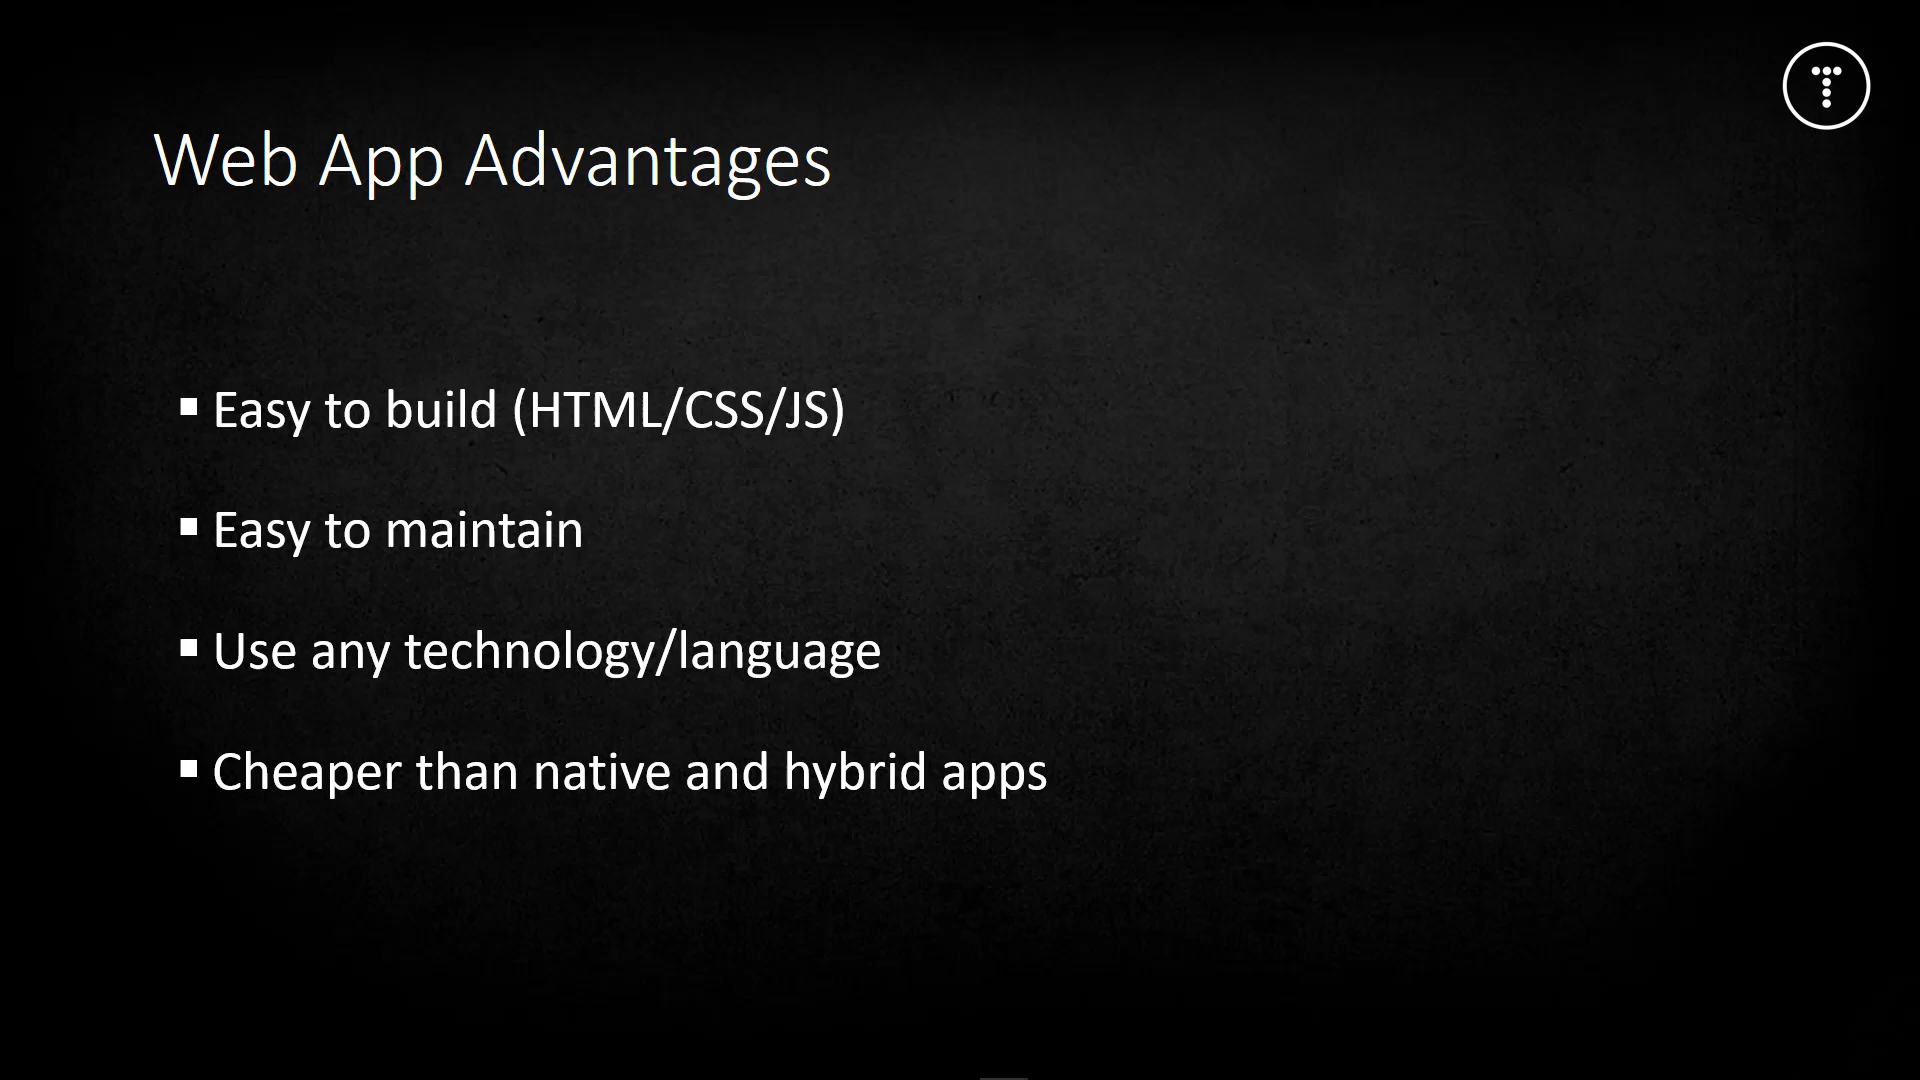 Web App Advantages
Easy to build (HTML/CSS/JS)
Easy to maintain
Use any technology/language
Cheaper than native and hybrid apps